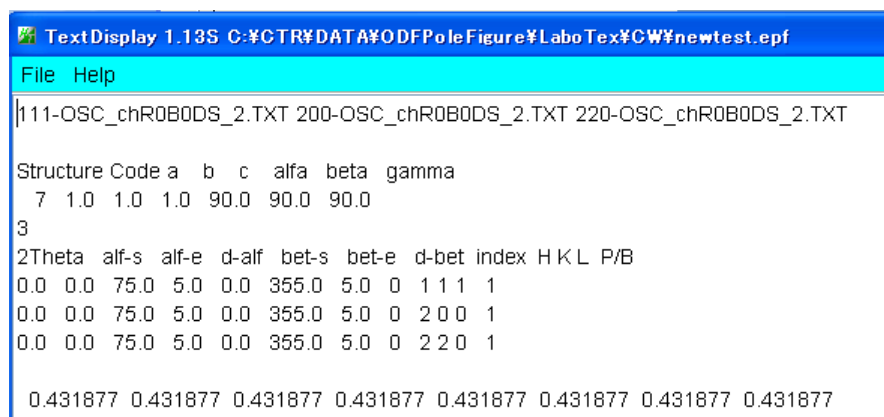 TextDisplay 1.13S C:¥CTR¥DATA¥ODFPoleFigure¥LaboTex¥CW¥newtest.epf
File Help
111-OSC_chR0B0DS_2.TXT 200-OSC_chR0B0DS_2.TXT 220-OSC_chR0B0DS_2.TXT
Structure Code a b c alfa beta gamma
7 1.0 1.0 1.0 90.0 90.0 90.0
3
2Theta alf-s alf-e d-alf bet-s bet-e d-bet index H K L P/B
0.0 0.0 75.0 5.0 0.0 355.0 5.0 0 1 1 1 1
0.0 0.0 75.0 5.0 0.0 355.0 5.0 0 2 0 0 1
0.0 0.0 75.0 5.0 0.0 355.0 5.0 0 2 2 0 1
0.431877 0.431877 0.431877 0.431877 0.431877 0.431877 0.431877 0.431877